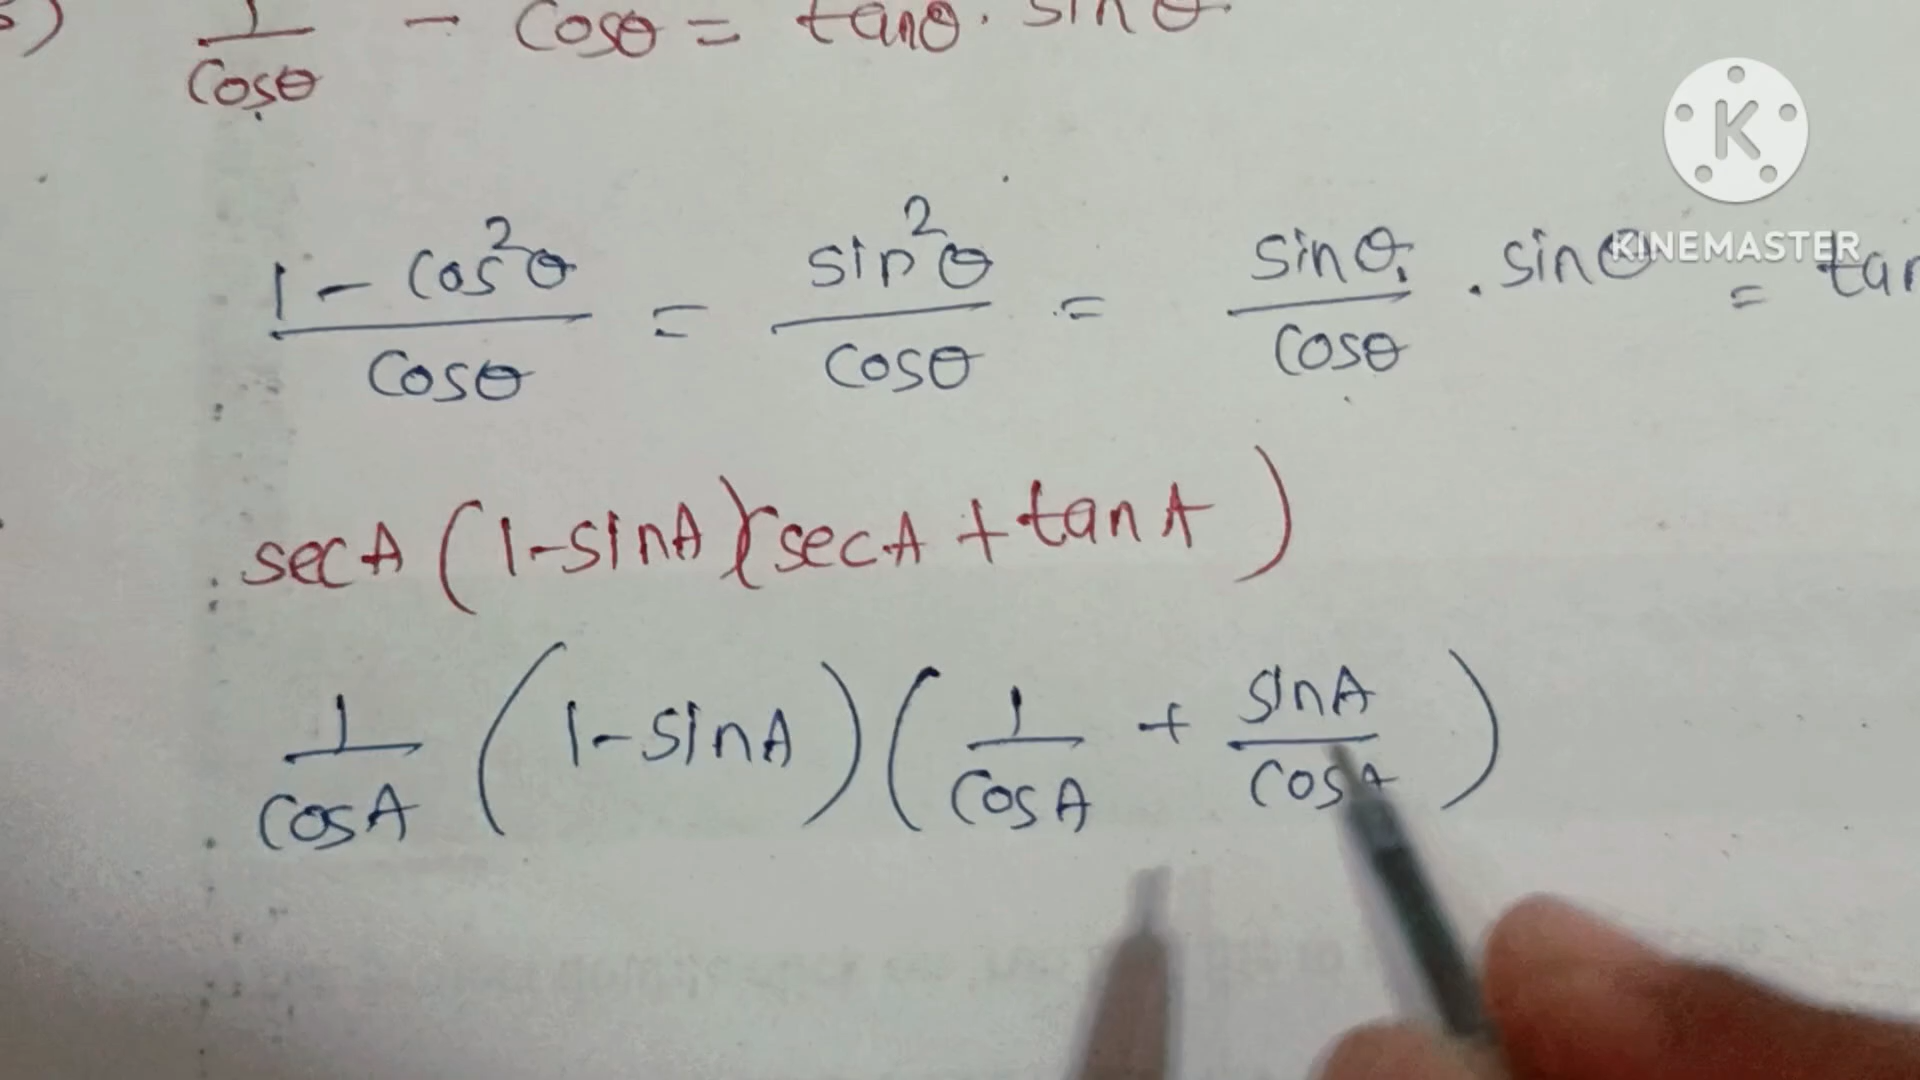 1/cosθ - cosθ = tanθ . sinθ
KINEMASTER
(1 - cos²θ)/cosθ = sin²θ/cosθ = sinθ/cosθ . sinθ = tan
secA (1-sinA)(secA + tanA)
1/cosA (1-sinA)(1/cosA + sinA/cosA)